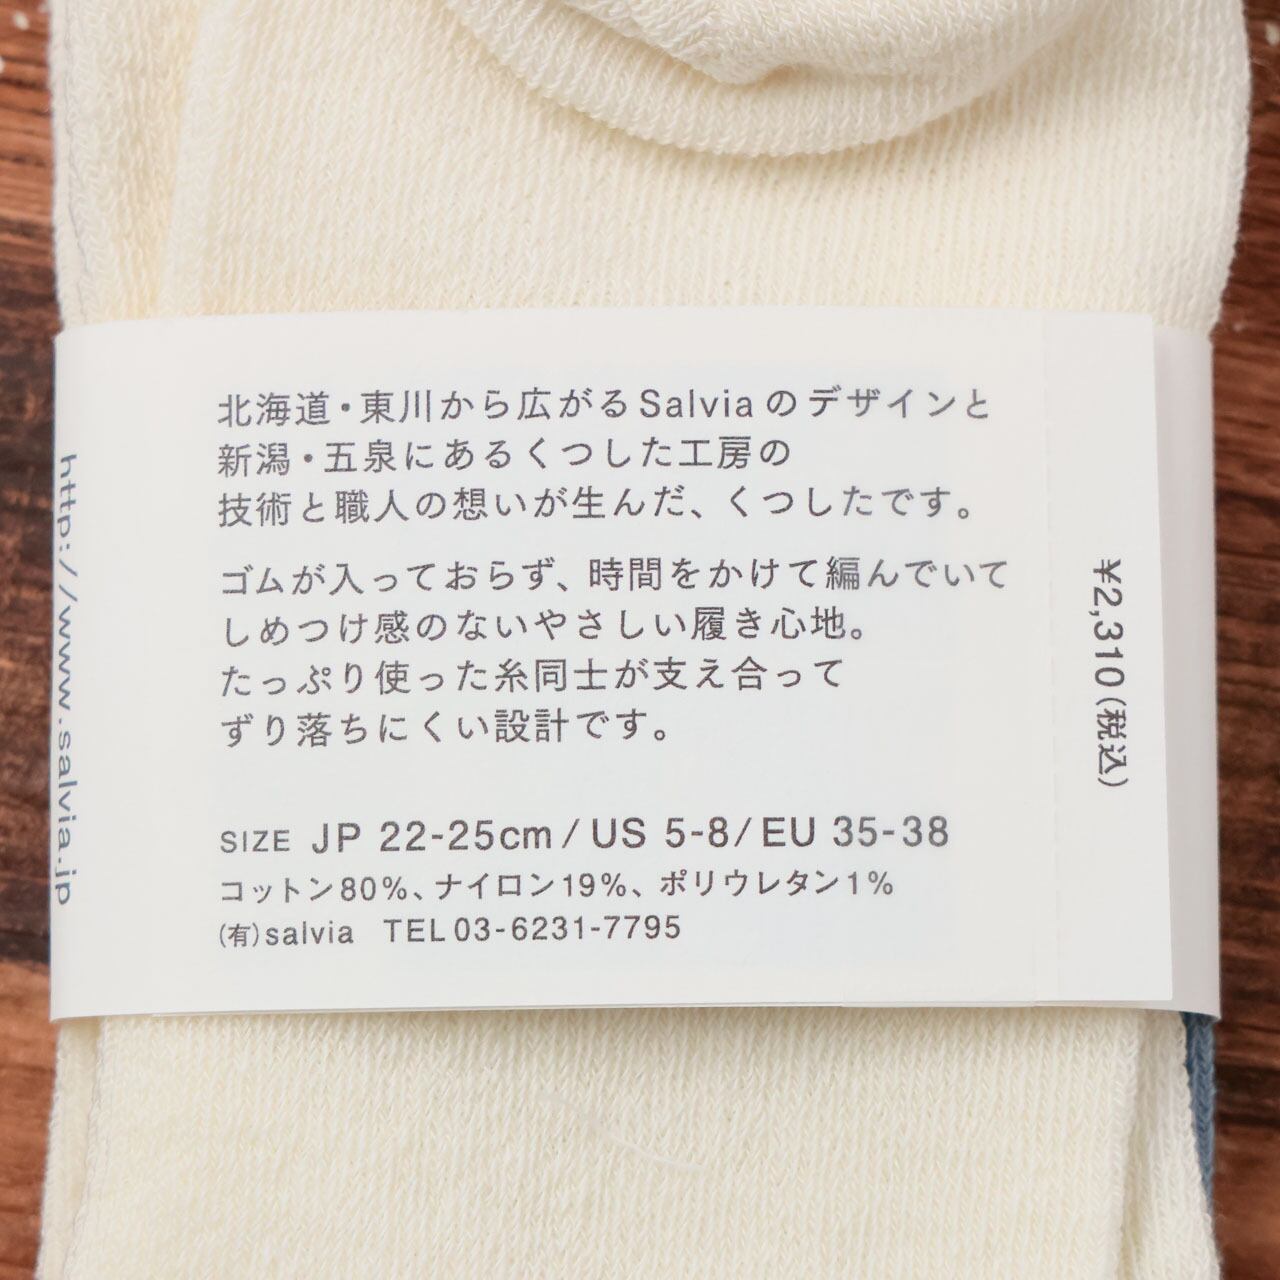 北海道・東川から広がるSalviaのデザインと
新潟・五泉にあるくつした工房の
技術と職人の想いが生んだ、くつしたです。
ゴムが入っておらず、時間をかけて編んでいて
しめつけ感のないやさしい履き心地。
たっぷり使った糸同士が支え合って
ずり落ちにくい設計です。
SIZE JP 22-25cm/US 5-8/EU 35-38
コットン80%、ナイロン19%、ポリウレタン1%
(有)salvia TEL03-6231-7795
¥2,310(税込)
http://www.salvia.jp